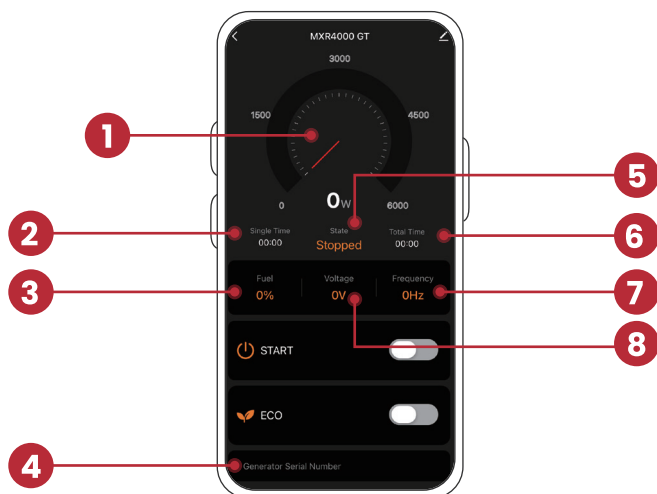 MXR4000 GT
3000
1500
4500
1
0
0W
6000
5
2
Single Time
00:00
State
Stopped
Total Time
00:00
6
3
Fuel
0%
Voltage
0V
Frequency
0Hz
7
8
START
ECO
4
Generator Serial Number